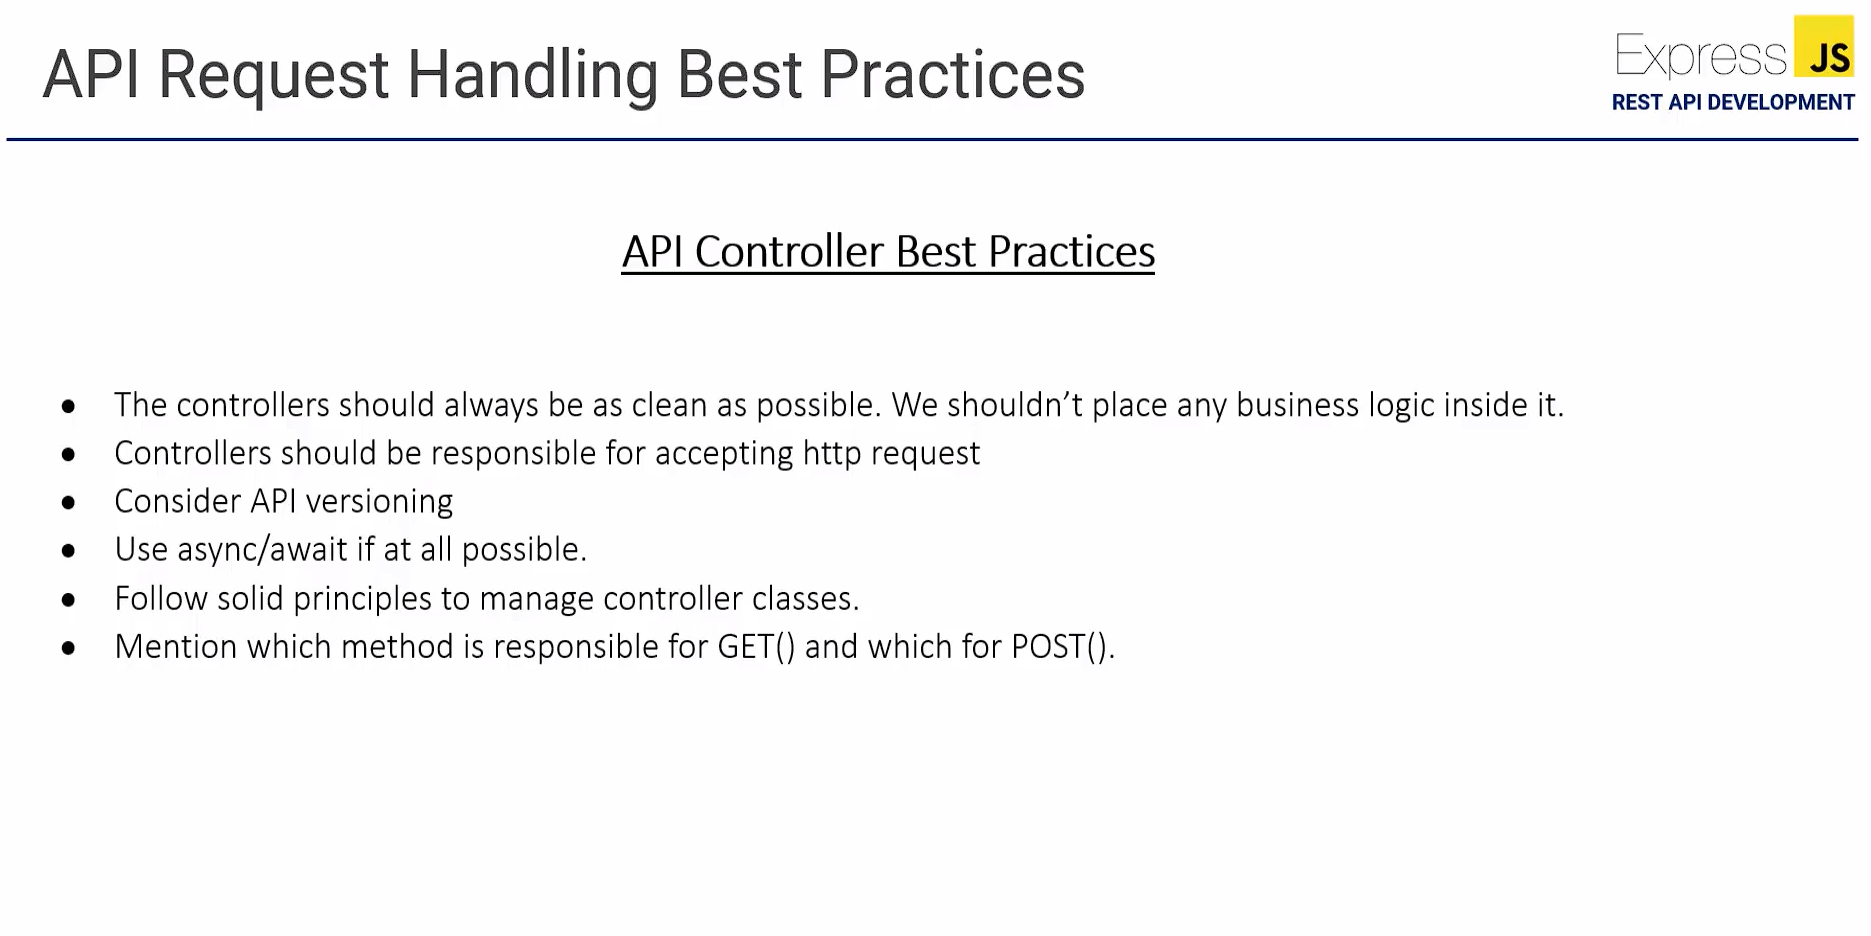 API Request Handling Best Practices
Express JS
REST API DEVELOPMENT
API Controller Best Practices
• The controllers should always be as clean as possible. We shouldn’t place any business logic inside it.
• Controllers should be responsible for accepting http request
• Consider API versioning
• Use async/await if at all possible.
• Follow solid principles to manage controller classes.
• Mention which method is responsible for GET() and which for POST().